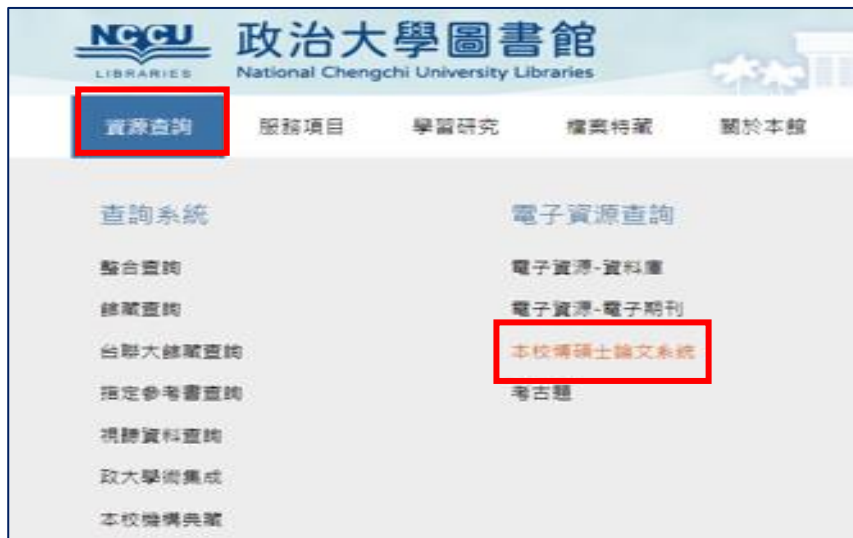 NCCU
LIBRARIES
政治大學圖書館
National Chengchi University Libraries
資源查詢 服務項目 學習研究 檔案特藏 關於本館
查詢系統
整合查詢
館藏查詢
台聯大館藏查詢
指定參考書查詢
視聽資料查詢
政大學術集成
本校機構典藏
電子資源查詢
電子資源-資料庫
電子資源-電子期刊
本校博碩士論文系統
考古題